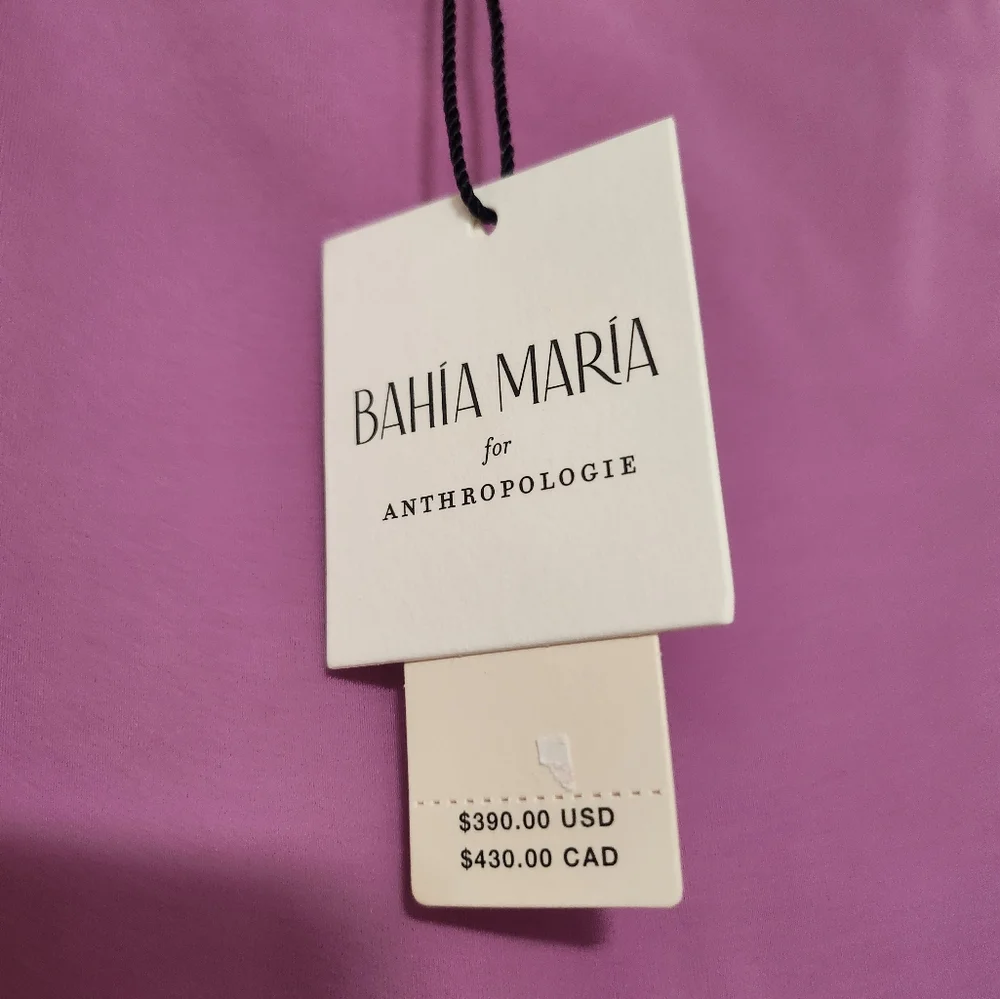 BAHÍA MARÍA
for
ANTHROPOLOGIE
$390.00 USD
$430.00 CAD